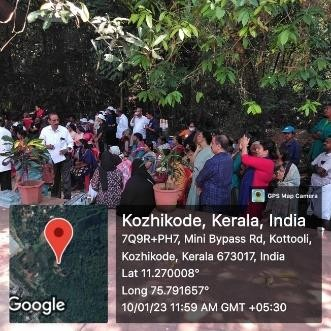 GPS Map Camera
Kozhikode, Kerala, India
7Q9R+PH7, Mini Bypass Rd, Kottooli,
Kozhikode, Kerala 673017, India
Lat 11.270008°
Long 75.791657°
10/01/23 11:59 AM GMT +05:30
Google